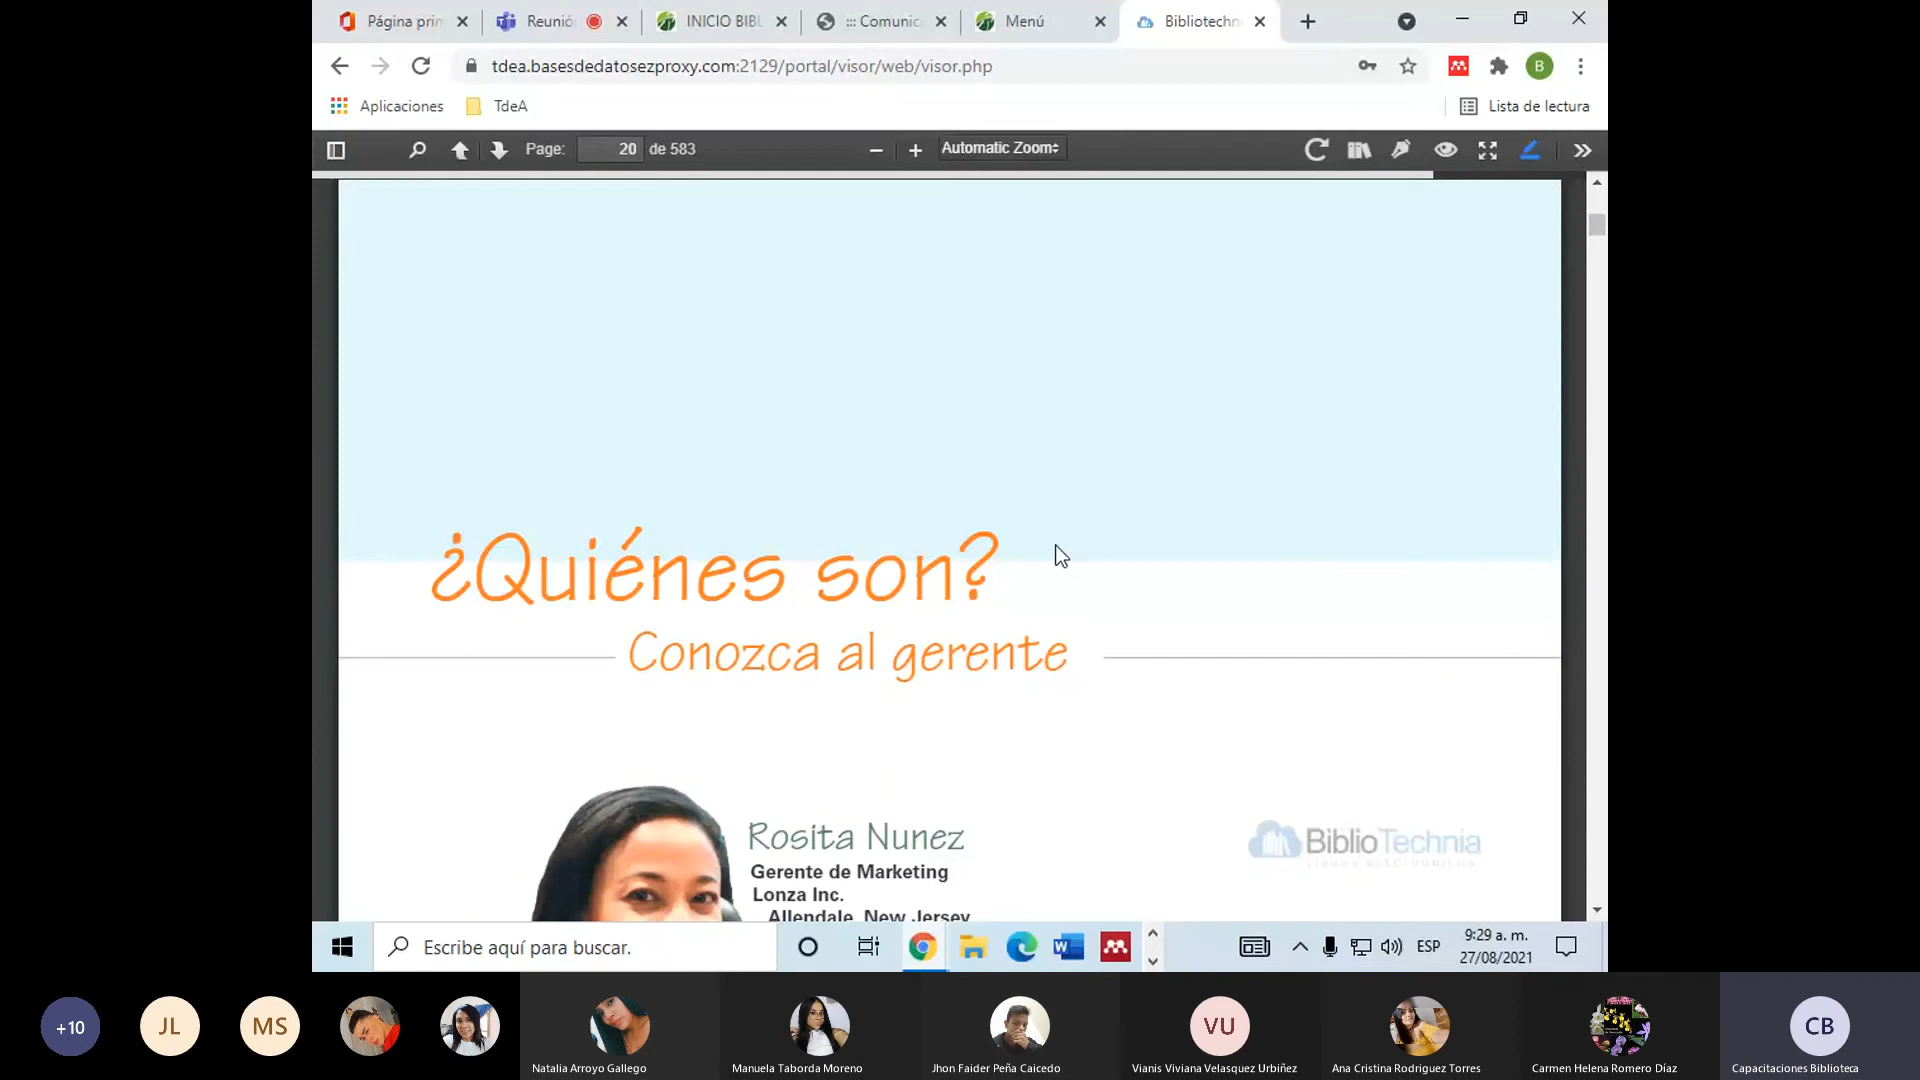 Página prin
Reunió
INICIO BIBL
::: Comunic
Menú
Bibliotechn
tdea.basesdedatosezproxy.com:2129/portal/visor/web/visor.php
B
Aplicaciones
TdeA
Lista de lectura
Page:
20
de 583
Automatic Zoom
¿Quiénes son?
Conozca al gerente
Rosita Nunez
Gerente de Marketing
Lonza Inc.
Allendale, New Jersey
BiblioTechnia
LIBROS ELECTRÓNICOS
Escribe aquí para buscar.
ESP
9:29 a. m.
27/08/2021
+10
JL
MS
VU
CB
Natalia Arroyo Gallego
Manuela Taborda Moreno
Jhon Faider Peña Caicedo
Vianis Viviana Velasquez Urbiñez
Ana Cristina Rodriguez Torres
Carmen Helena Romero Díaz
Capacitaciones Biblioteca